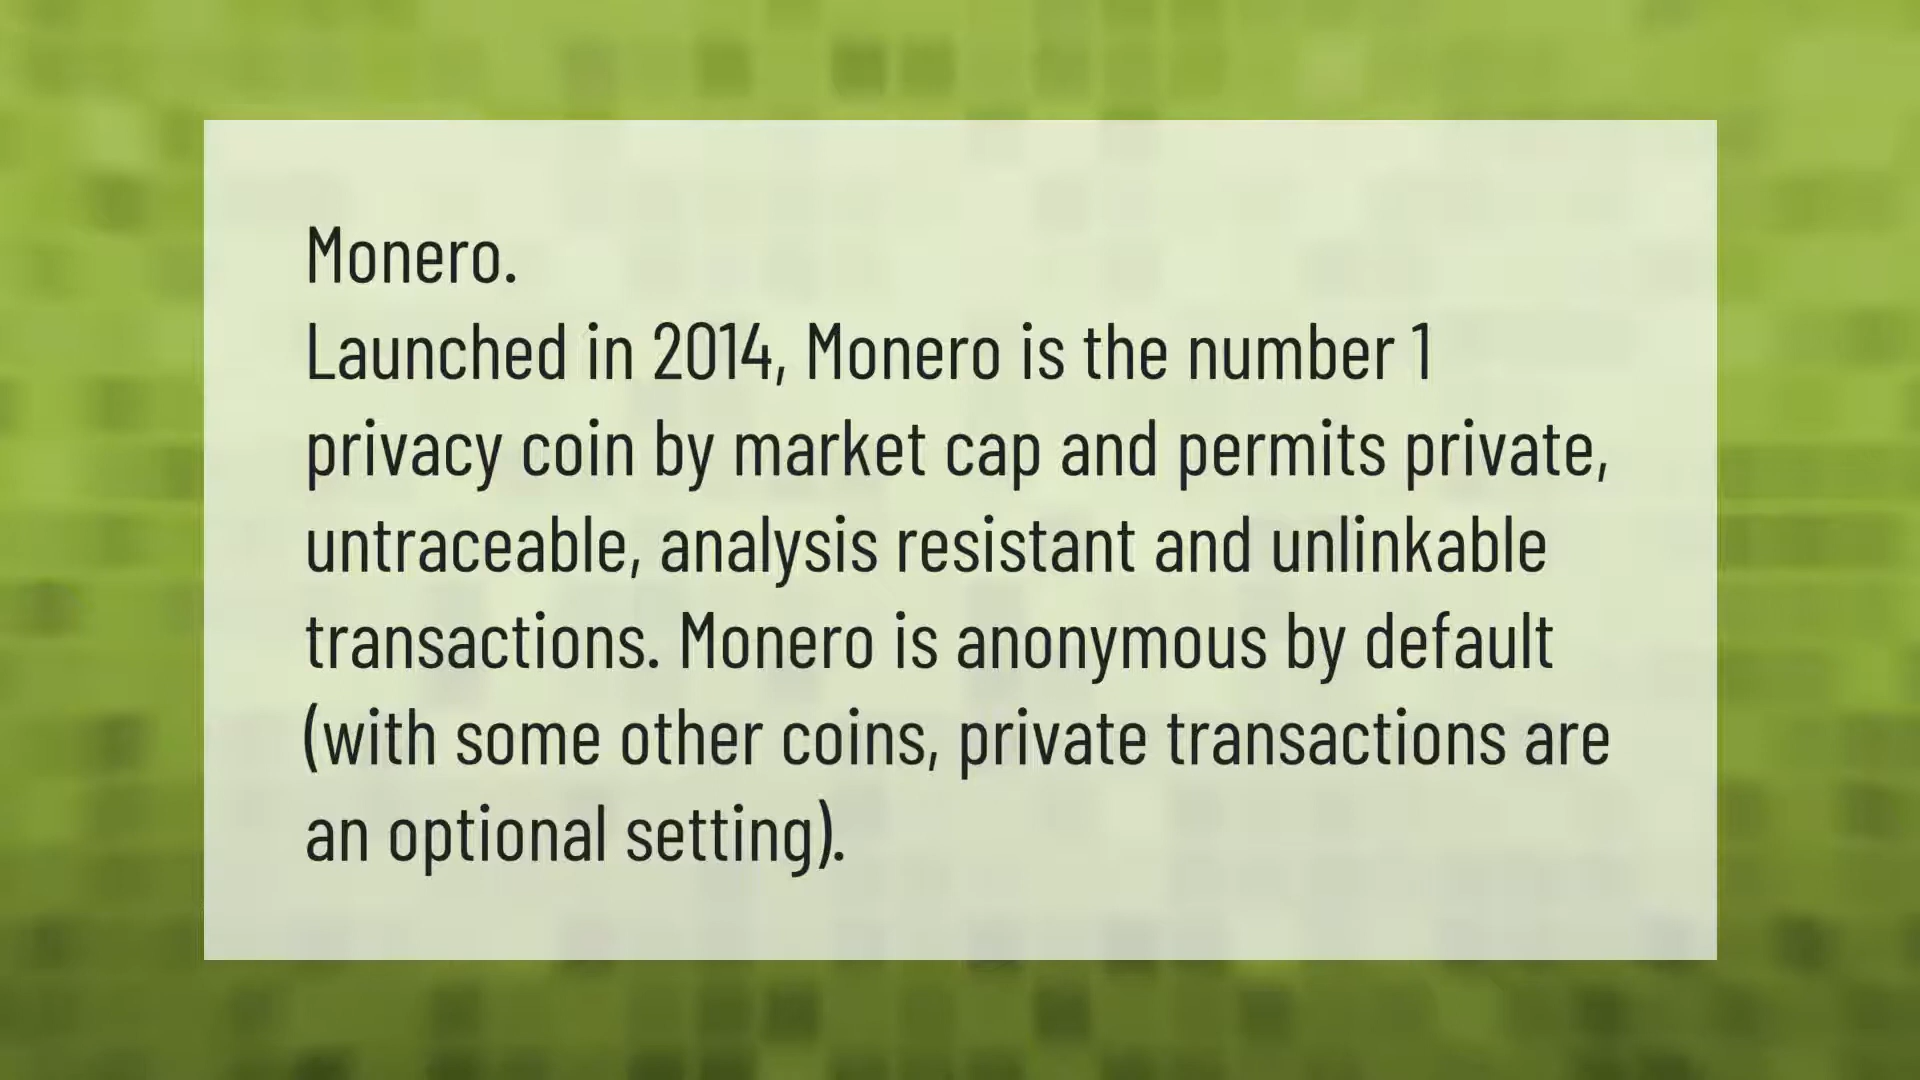 Monero.
Launched in 2014, Monero is the number 1
privacy coin by market cap and permits private,
untraceable, analysis resistant and unlinkable
transactions. Monero is anonymous by default
(with some other coins, private transactions are
an optional setting).